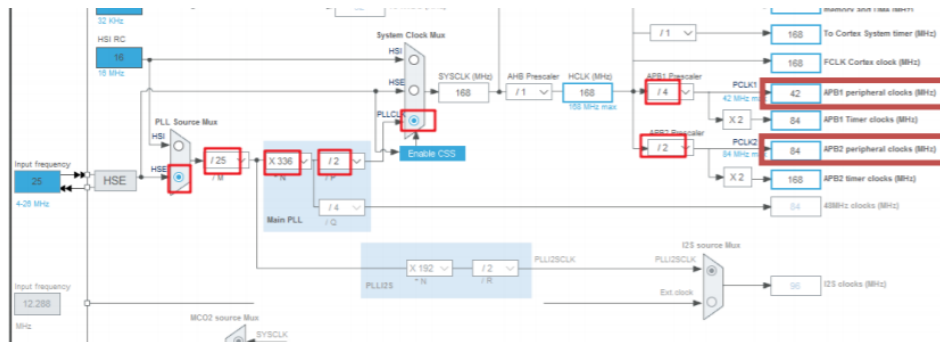 32 KHz
HSI RC
16
16 MHz
System Clock Mux
HSI
HSE
PLLCLK
Enable CSS
SYSCLK (MHz)
168
AHB Prescaler
/ 1
HCLK (MHz)
168
168 MHz max
/ 1
168
To Cortex System timer (MHz)
168
FCLK Cortex clock (MHz)
APB1 Prescaler
/ 4
PCLK1
42 MHz max
42
APB1 peripheral clocks (MHz)
X 2
84
APB1 Timer clocks (MHz)
APB2 Prescaler
/ 2
PCLK2
84 MHz max
84
APB2 peripheral clocks (MHz)
X 2
168
APB2 timer clocks (MHz)
PLL Source Mux
HSI
HSE
Input frequency
25
4-26 MHz
HSE
/ 25
/ M
X 336
* N
/ 2
/ P
/ 4
/ Q
Main PLL
84
48MHz clocks (MHz)
X 192
* N
/ 2
/ R
PLLI2S
PLLI2SCLK
I2S source Mux
PLLI2SCLK
Ext.clock
96
I2S clocks (MHz)
Input frequency
12.288
MHz
MCO2 source Mux
SYSCLK